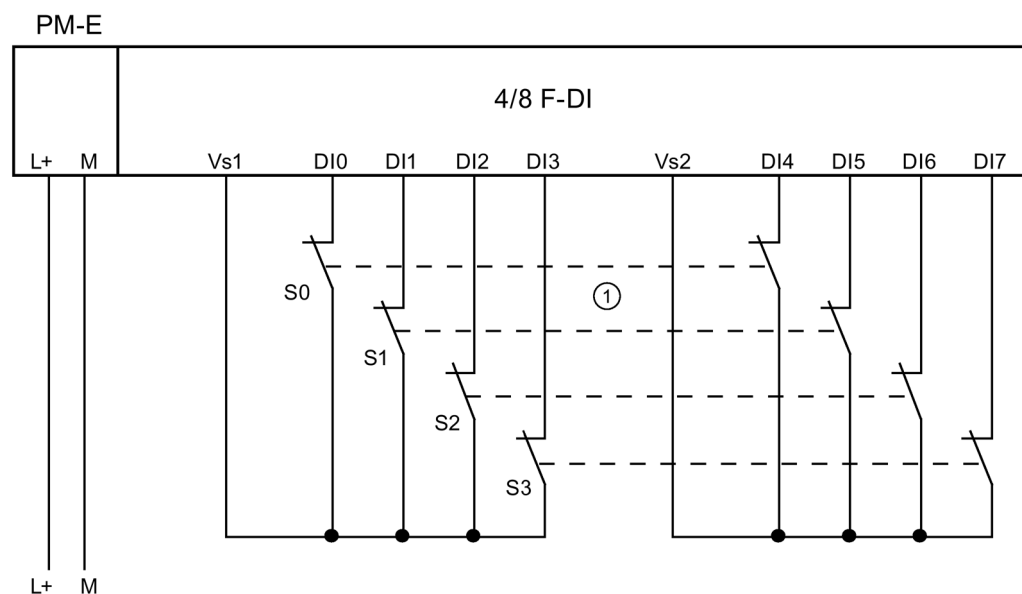 PM-E
4/8 F-DI
L+ M Vs1 DI0 DI1 DI2 DI3 Vs2 DI4 DI5 DI6 DI7
S0
1
S1
S2
S3
L+ M